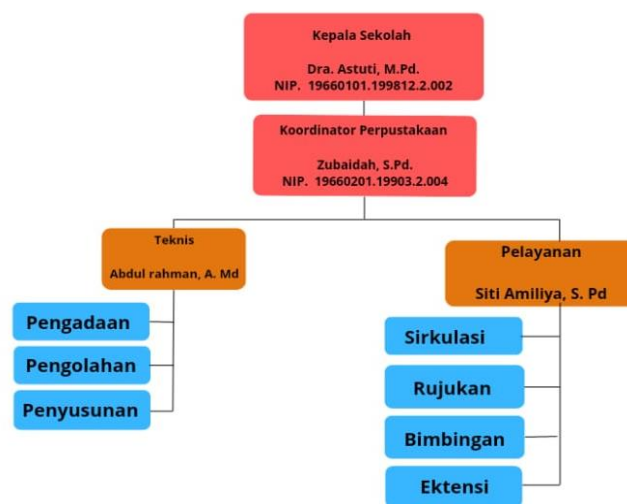 Kepala Sekolah
Dra. Astuti, M.Pd.
NIP. 19660101.199812.2.002
Koordinator Perpustakaan
Zubaidah, S.Pd.
NIP. 19660201.19903.2.004
Teknis
Abdul rahman, A. Md
Pengadaan
Pengolahan
Penyusunan
Pelayanan
Siti Amiliya, S. Pd
Sirkulasi
Rujukan
Bimbingan
Ektensi